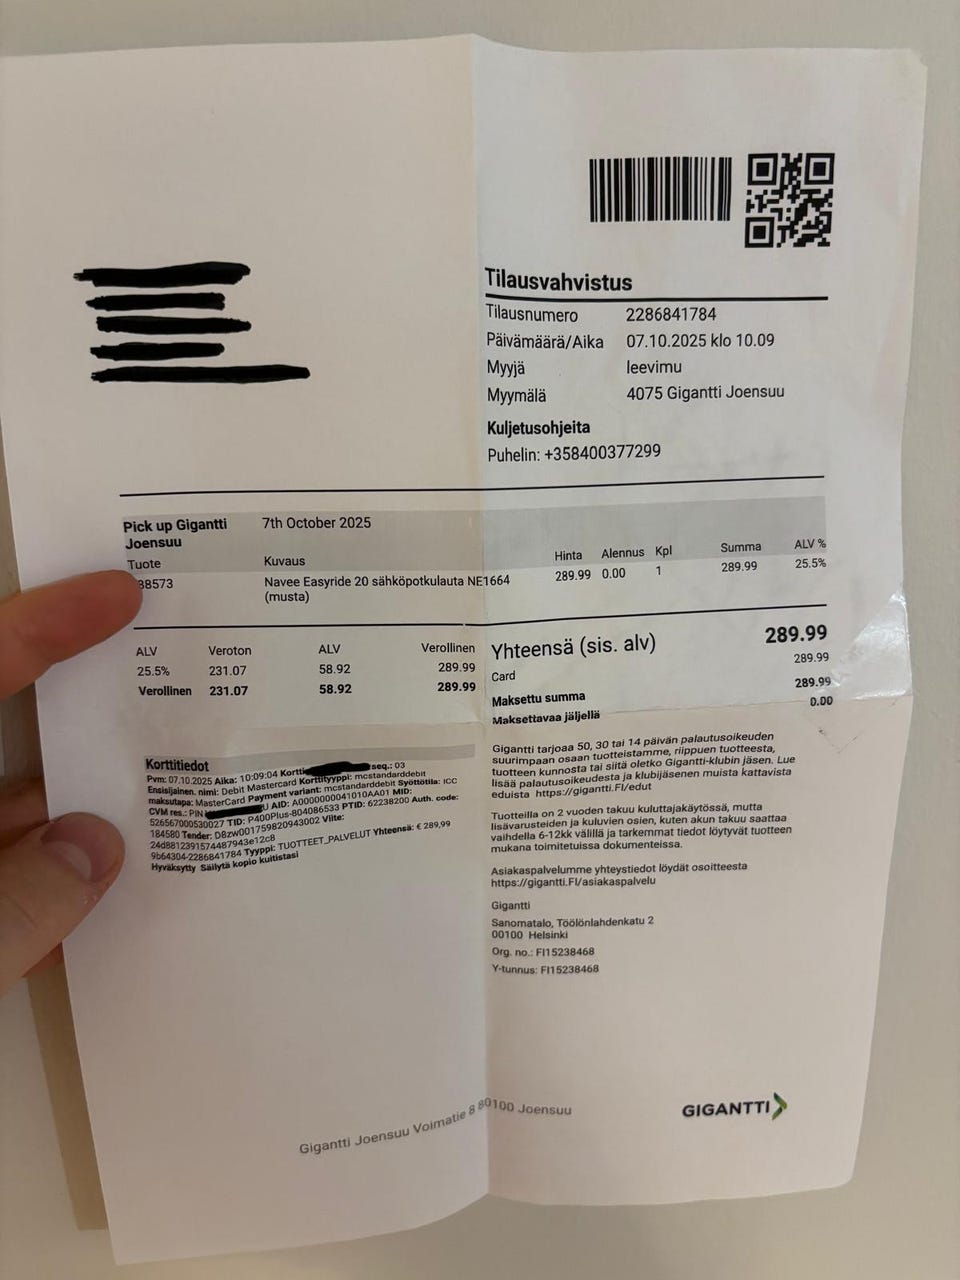 Tilausvahvistus
Tilausnumero 2286841784
Päivämäärä/Aika 07.10.2025 klo 10.09
Myyjä leevimu
Myymälä 4075 Gigantti Joensuu
Kuljetusohjeita
Puhelin: +358400377299
Pick up Gigantti 7th October 2025
Joensuu
Tuote Kuvaus Hinta Alennus Kpl Summa ALV %
38573 Navee Easyride 20 sähköpotkulauta NE1664 289.99 0.00 1 289.99 25.5%
(musta)
ALV Veroton ALV Verollinen
25.5% 231.07 58.92 289.99
Verollinen 231.07 58.92 289.99
Yhteensä (sis. alv) 289.99
Card 289.99
Maksettu summa 289.99
Maksettavaa jäljellä 0.00
Korttitiedot
Pvm: 07.10.2025 Aika: 10:09:04 Kortti seq.: 03
Ensisijainen. nimi: Debit Mastercard Korttityyppi: mcstandarddebit
maksutapa: MasterCard Payment variant: mcstandarddebit Syöttötila: ICC
CVM res.: PIN AID: A0000000041010AA01 MID:
526567000530027 TID: P400Plus-804086533 PTID: 62238200 Auth. code:
184580 Tender: D8zw001759820943002 Viite:
24d8812391574487943e12c8
9b64304-2286841784 Tyyppi: TUOTTEET_PALVELUT Yhteensä: € 289,99
Hyväksytty Säilytä kopio kuitistasi
Gigantti tarjoaa 50, 30 tai 14 päivän palautusoikeuden
suurimpaan osaan tuotteistamme, riippuen tuotteesta,
tuotteen kunnosta tai siitä oletko Gigantti-klubin jäsen. Lue
lisää palautusoikeudesta ja klubijäsenen muista kattavista
eduista https://gigantti.FI/edut
Tuotteilla on 2 vuoden takuu kuluttajakäytössä, mutta
lisävarusteiden ja kuluvien osien, kuten akun takuu saattaa
vaihdella 6-12kk välillä ja tarkemmat tiedot löytyvät tuotteen
mukana toimitetuissa dokumenteissa.
Asiakaspalvelumme yhteystiedot löydät osoitteesta
https://gigantti.FI/asiakaspalvelu
Gigantti
Sanomatalo, Töölönlahdenkatu 2
00100 Helsinki
Org. no.: FI15238468
Y-tunnus: FI15238468
Gigantti Joensuu Voimatie 8 80100 Joensuu
GIGANTTI